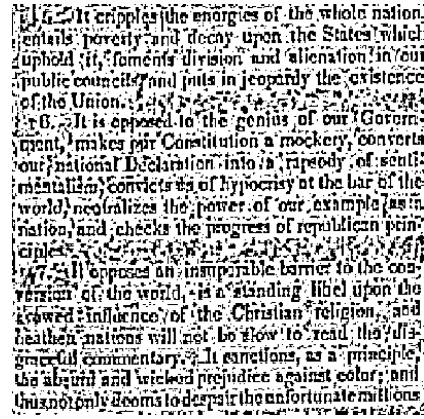 5. It cripples the energies of the whole nation
entails poverty and decay upon the States which
uphold it, foments division and alienation in our
public councils, and puts in jeopardy the existence
of the Union.
6. It is opposed to the genius of our Govern-
ment, makes our Constitution a mockery, converts
our national Declaration into a rapsody of senti-
mentalism, convicts us of hypocrisy at the bar of the
world, neutralizes the power of our example as a
nation, and checks the progress of republican prin-
ciples.
7. It opposes an insuperable barrier to the con-
version of the world, is a standing libel upon the
avowed influence of the Christian religion, and
heathen nations will not be slow to read the dis-
graceful commentary. It sanctions, as a principle,
the absurd and wicked prejudice against color, and
thus not only dooms to despair the unfortunate millions